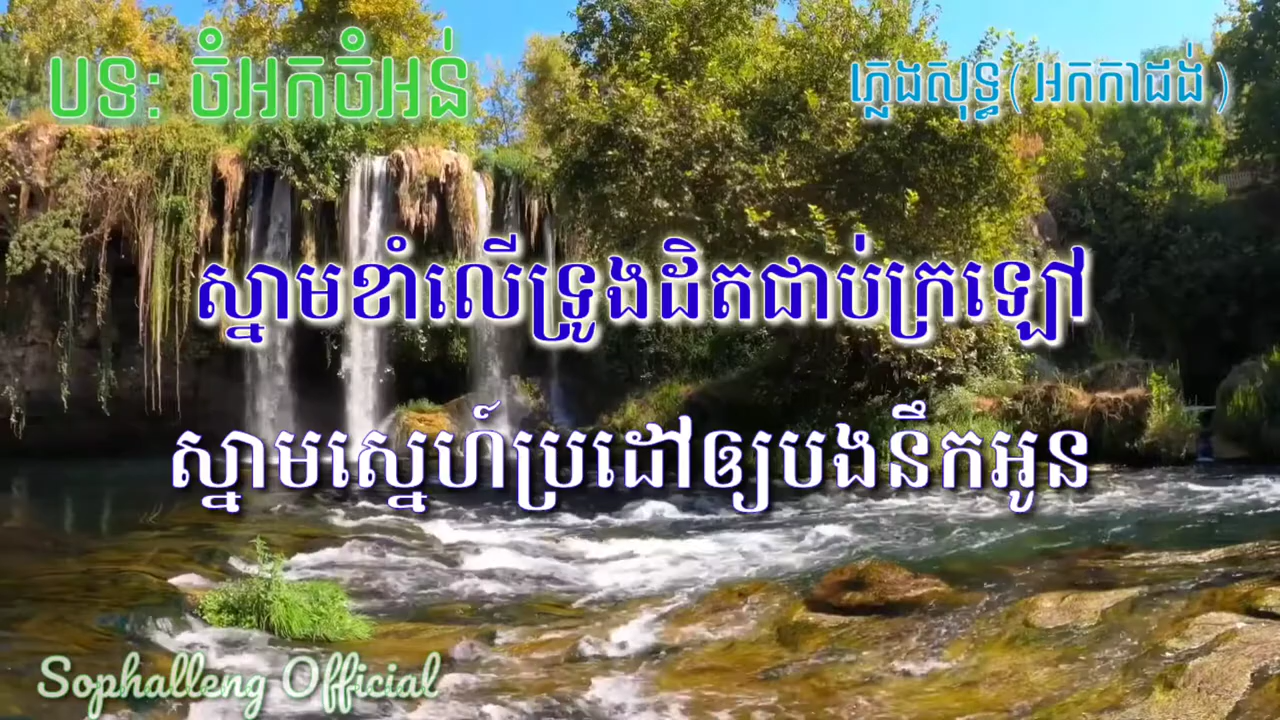 បទ: ចំអកចំអន់
ភ្លេងសុទ្ធ( អកកាដង់ )
ស្នាមខាំលើទ្រូងដិតជាប់ក្រឡៅ
ស្នាមស្នេហ៍ប្រដៅឲ្យបងនឹកអូន
Sophalleng Official